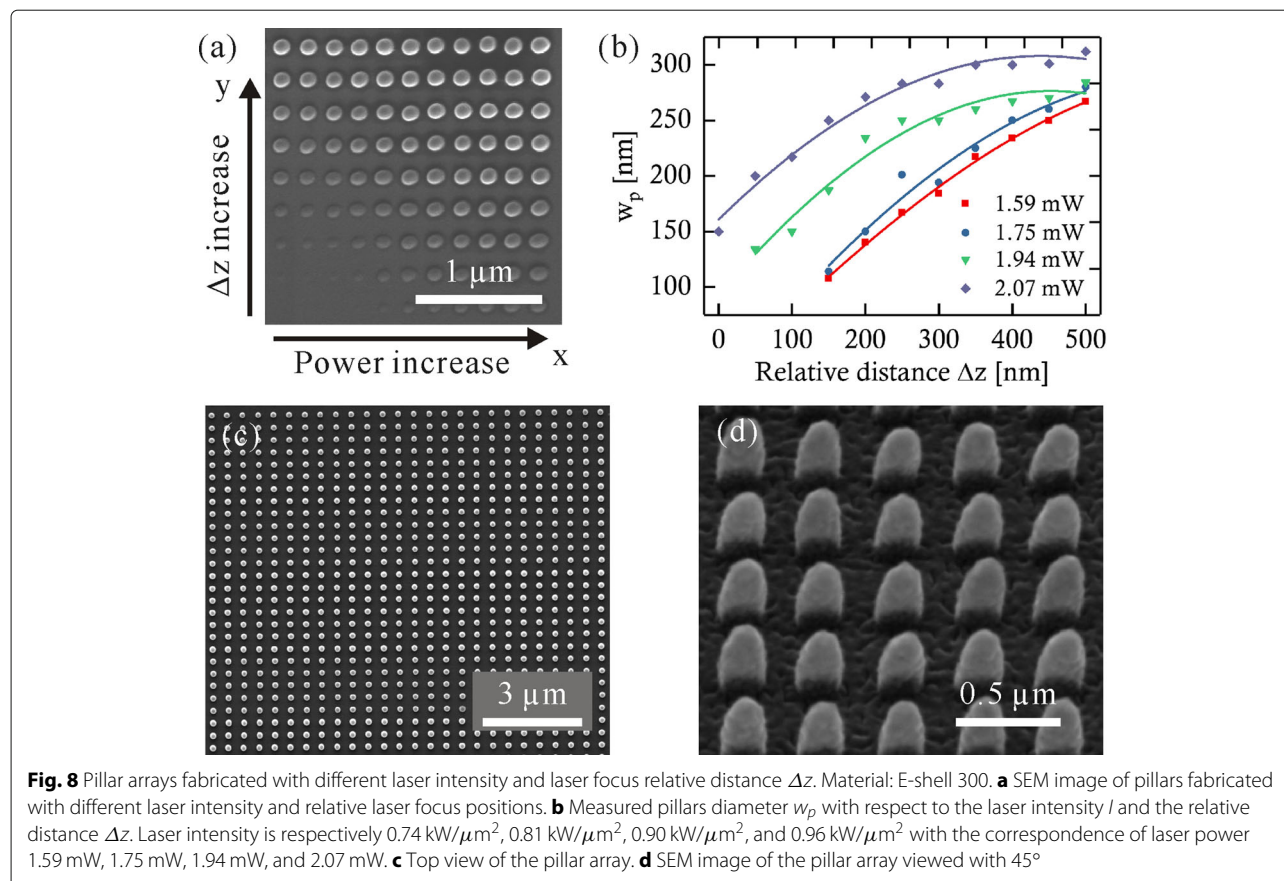 (a)
y
Δz increase
1 μm
Power increase
x
(b)
300
250
200
150
100
w_p [nm]
1.59 mW
1.75 mW
1.94 mW
2.07 mW
0 100 200 300 400 500
Relative distance Δz [nm]
(c)
3 μm
(d)
0.5 μm
Fig. 8 Pillar arrays fabricated with different laser intensity and laser focus relative distance Δz. Material: E-shell 300. a SEM image of pillars fabricated
with different laser intensity and relative laser focus positions. b Measured pillars diameter w_p with respect to the laser intensity I and the relative
distance Δz. Laser intensity is respectively 0.74 kW/μm², 0.81 kW/μm², 0.90 kW/μm², and 0.96 kW/μm² with the correspondence of laser power
1.59 mW, 1.75 mW, 1.94 mW, and 2.07 mW. c Top view of the pillar array. d SEM image of the pillar array viewed with 45°